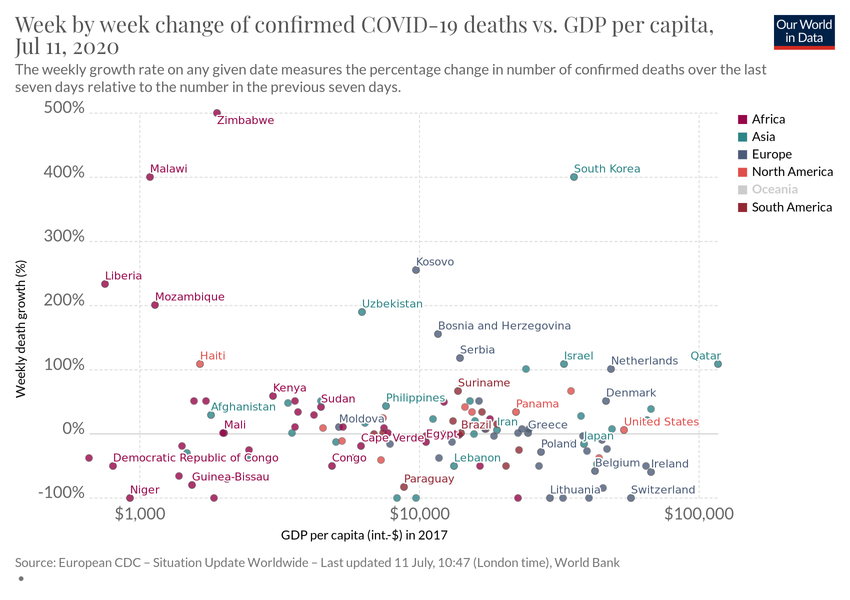 Week by week change of confirmed COVID-19 deaths vs. GDP per capita,
Jul 11, 2020
Our World
in Data
The weekly growth rate on any given date measures the percentage change in number of confirmed deaths over the last
seven days relative to the number in the previous seven days.
500%
Zimbabwe
Africa
Asia
Europe
North America
Oceania
South America
400%
Malawi
South Korea
300%
Kosovo
Liberia
Mozambique
200%
Uzbekistan
Bosnia and Herzegovina
Serbia
100%
Haiti
Israel
Netherlands
Qatar
Kenya
Suriname
Afghanistan
Sudan
Philippines
Panama
Denmark
0%
Mali
Moldova
Cape Verde
Egypt
Brazil
Iran
Greece
Japan
United States
Democratic Republic of Congo
Congo
Lebanon
Poland
Belgium
Ireland
Guinea-Bissau
Paraguay
-100%
Niger
Lithuania
Switzerland
$1,000
$10,000
$100,000
Weekly death growth (%)
GDP per capita (int.-$) in 2017
Source: European CDC – Situation Update Worldwide – Last updated 11 July, 10:47 (London time), World Bank